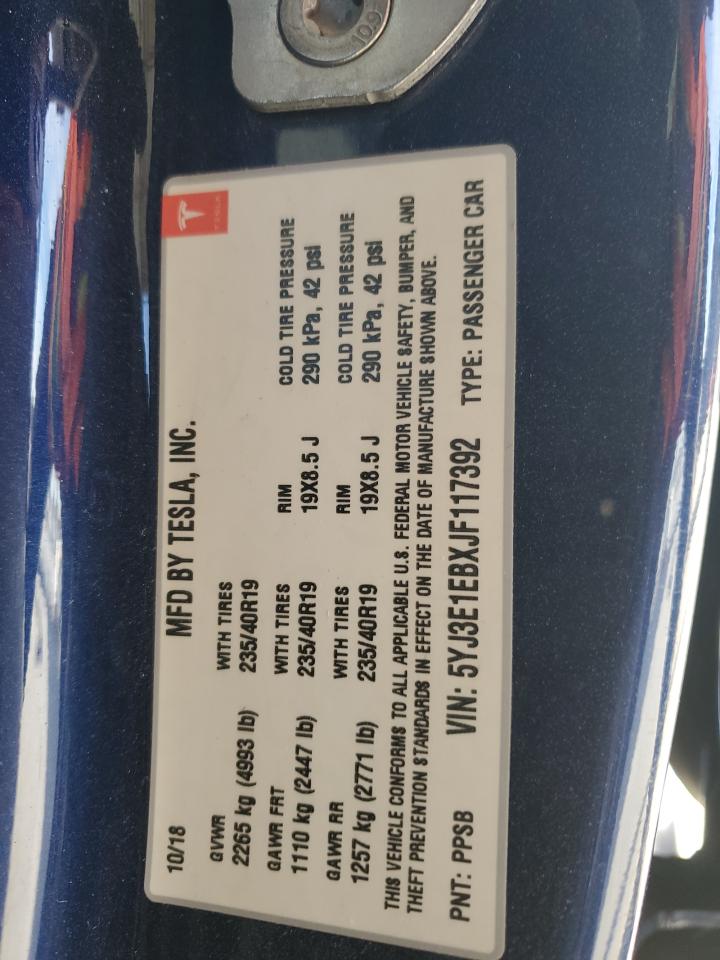 109
TESLA
MFD BY TESLA, INC.
10/18
GVWR WITH TIRES
2265 kg (4993 lb) 235/40R19
GAWR FRT WITH TIRES RIM COLD TIRE PRESSURE
1110 kg (2447 lb) 235/40R19 19X8.5 J 290 kPa, 42 psi
GAWR RR WITH TIRES RIM COLD TIRE PRESSURE
1257 kg (2771 lb) 235/40R19 19X8.5 J 290 kPa, 42 psi
THIS VEHICLE CONFORMS TO ALL APPLICABLE U.S. FEDERAL MOTOR VEHICLE SAFETY, BUMPER, AND
THEFT PREVENTION STANDARDS IN EFFECT ON THE DATE OF MANUFACTURE SHOWN ABOVE.
PNT: PPSB VIN: 5YJ3E1EBXJF117392 TYPE: PASSENGER CAR